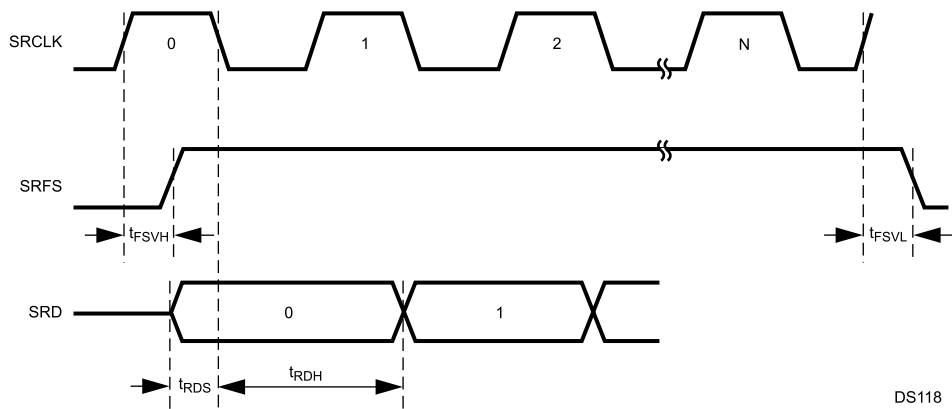 SRCLK
0
1
2
N
SRFS
tFSVH
tFSVL
SRD
0
1
tRDS
tRDH
DS118